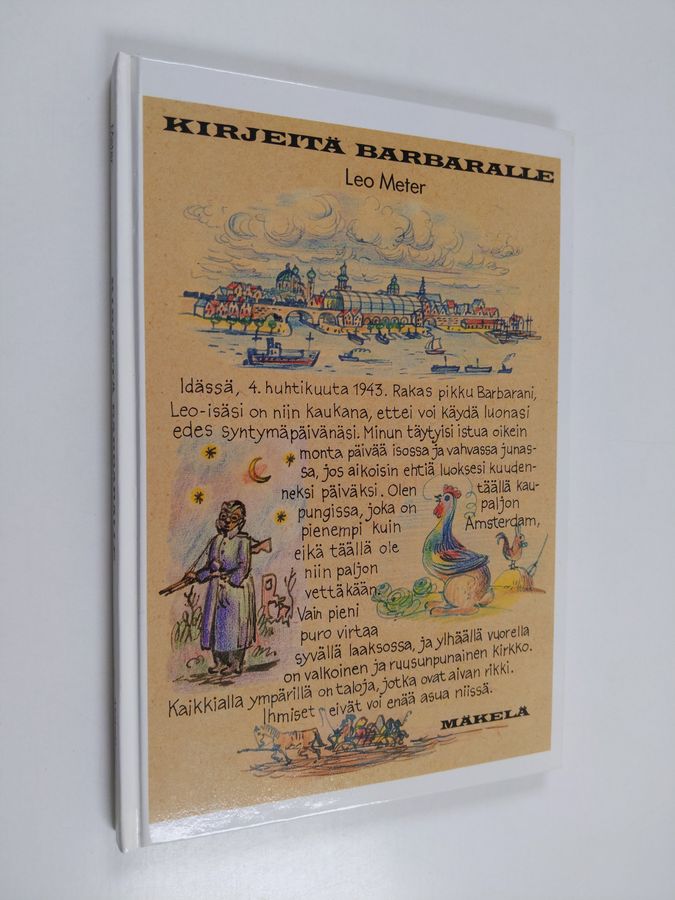 KIRJEITÄ BARBARALLE
Leo Meter
Idässä, 4. huhtikuuta 1943. Rakas pikku Barbarani,
Leo-isäsi on niin kaukana, ettei voi käydä luonasi
edes syntymäpäivänäsi. Minun täytyisi istua oikein
monta päivää isossa ja vahvassa junas-
sa, jos aikoisin ehtiä luoksesi kuuden-
neksi päiväksi. Olen täällä kau-
pungissa, joka on paljon
pienempi kuin Amsterdam,
eikä täällä ole
niin paljon
vettäkään.
Vain pieni
puro virtaa
syvällä laaksossa, ja ylhäällä vuorella
on valkoinen ja ruusunpunainen kirkko.
Kaikkialla ympärillä on taloja, jotka ovat aivan rikki.
Ihmiset eivät voi enää asua niissä.
MÄKELÄ